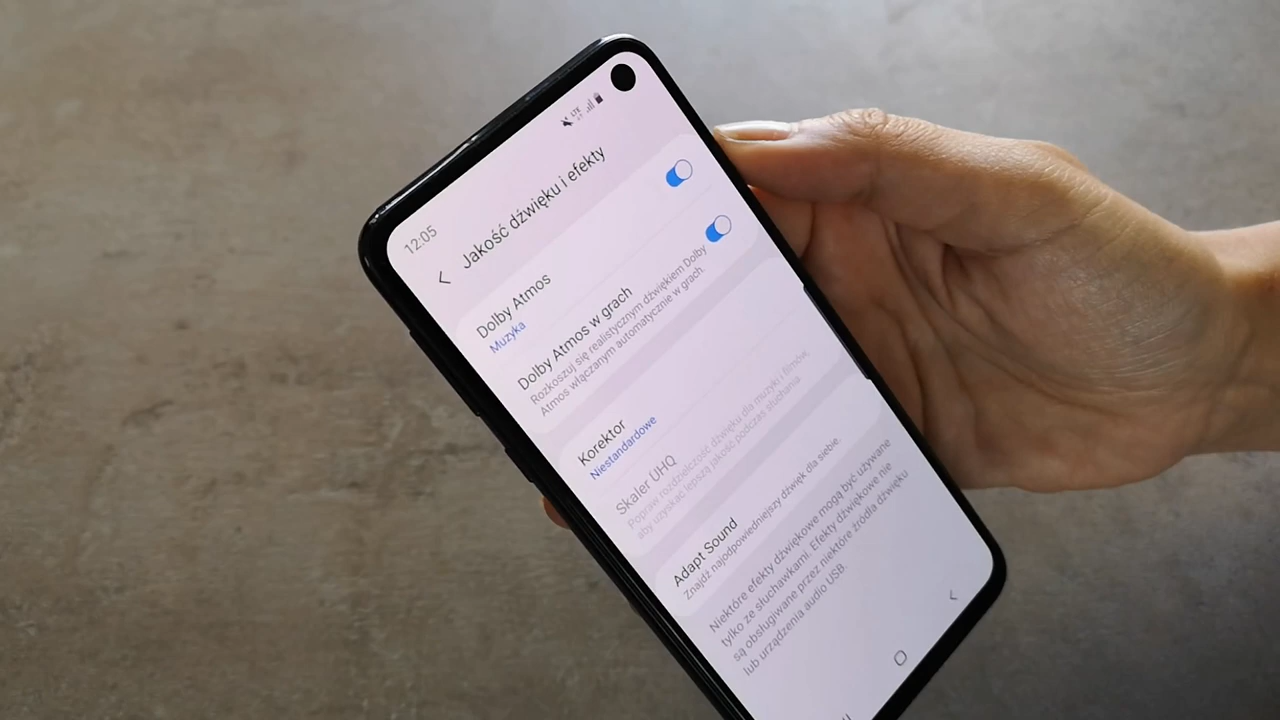 12:05
LTE
Jakość dźwięku i efekty
Dolby Atmos
Muzyka
Dolby Atmos w grach
Rozkoszuj się realistycznym dźwiękiem Dolby
Atmos włączanym automatycznie w grach.
Korektor
Niestandardowe
Skaler UHQ
Popraw rozdzielczość dźwięku dla muzyki i filmów,
aby uzyskać lepszą jakość podczas słuchania.
Adapt Sound
Znajdź najodpowiedniejszy dźwięk dla siebie.
Niektóre efekty dźwiękowe mogą być używane
tylko ze słuchawkami. Efekty dźwiękowe nie
są obsługiwane przez niektóre źródła dźwięku
lub urządzenia audio USB.